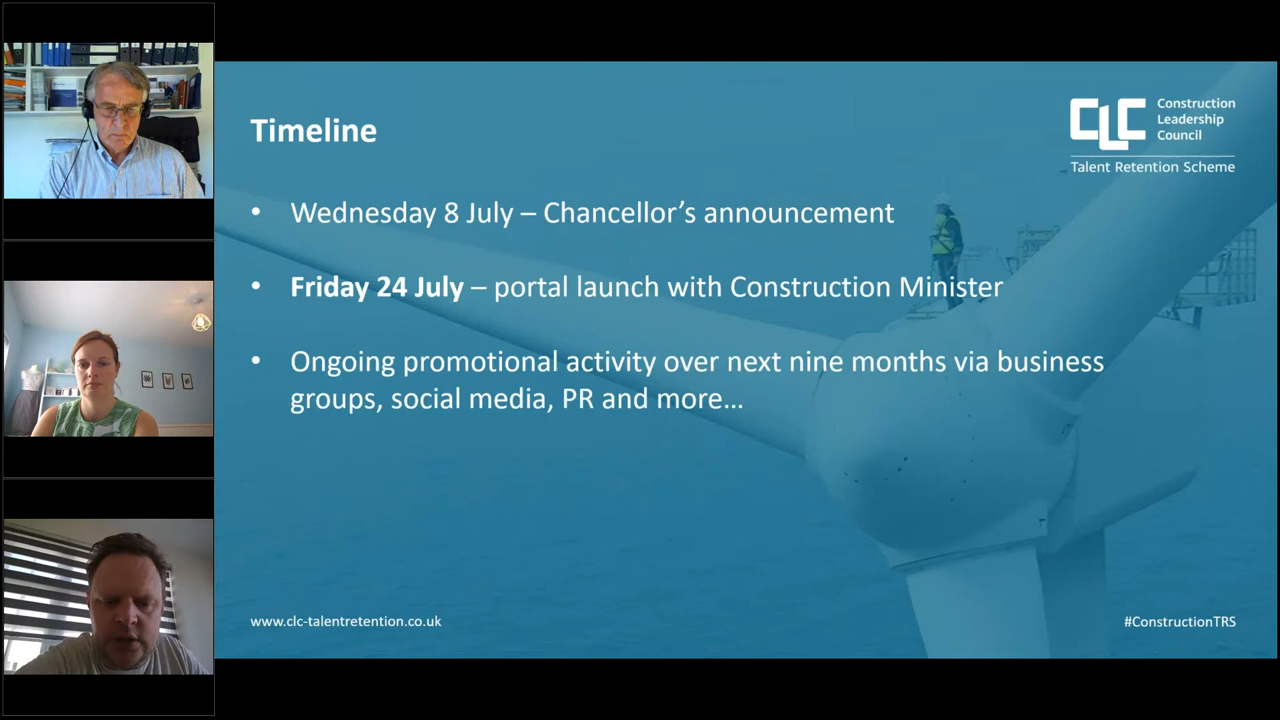 Timeline
Construction
Leadership
Council
CLC
Talent Retention Scheme
• Wednesday 8 July – Chancellor’s announcement
• Friday 24 July – portal launch with Construction Minister
• Ongoing promotional activity over next nine months via business
groups, social media, PR and more…
www.clc-talentretention.co.uk
#ConstructionTRS